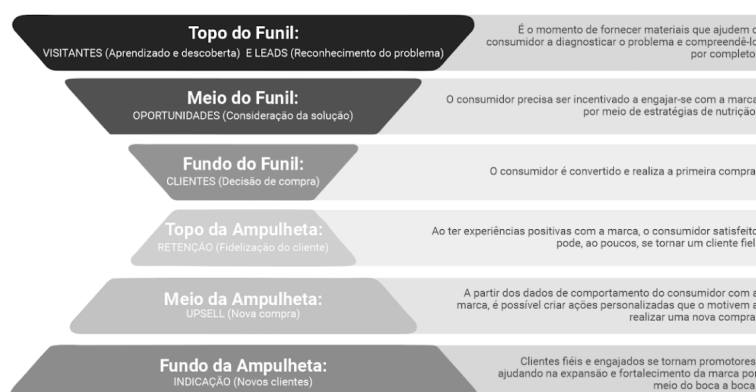 Topo do Funil:
VISITANTES (Aprendizado e descoberta) E LEADS (Reconhecimento do problema)
É o momento de fornecer materiais que ajudem o
consumidor a diagnosticar o problema e compreendê-lo
por completo.
Meio do Funil:
OPORTUNIDADES (Consideração da solução)
O consumidor precisa ser incentivado a engajar-se com a marca
por meio de estratégias de nutrição.
Fundo do Funil:
CLIENTES (Decisão de compra)
O consumidor é convertido e realiza a primeira compra.
Topo da Ampulheta:
RETENÇÃO (Fidelização do cliente)
Ao ter experiências positivas com a marca, o consumidor satisfeito
pode, ao poucos, se tornar um cliente fiel.
Meio da Ampulheta:
UPSELL (Nova compra)
A partir dos dados de comportamento do consumidor com a
marca, é possível criar ações personalizadas que o motivem a
realizar uma nova compra.
Fundo da Ampulheta:
INDICAÇÃO (Novos clientes)
Clientes fiéis e engajados se tornam promotores,
ajudando na expansão e fortalecimento da marca por
meio do boca a boca.